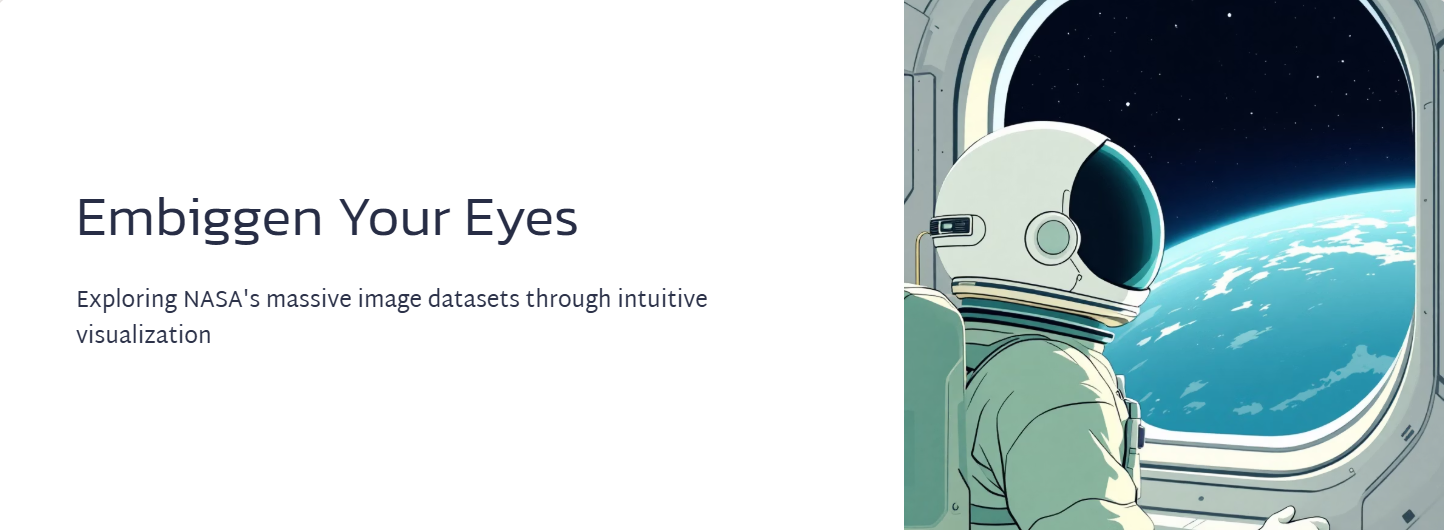 Embiggen Your Eyes
Exploring NASA's massive image datasets through intuitive
visualization